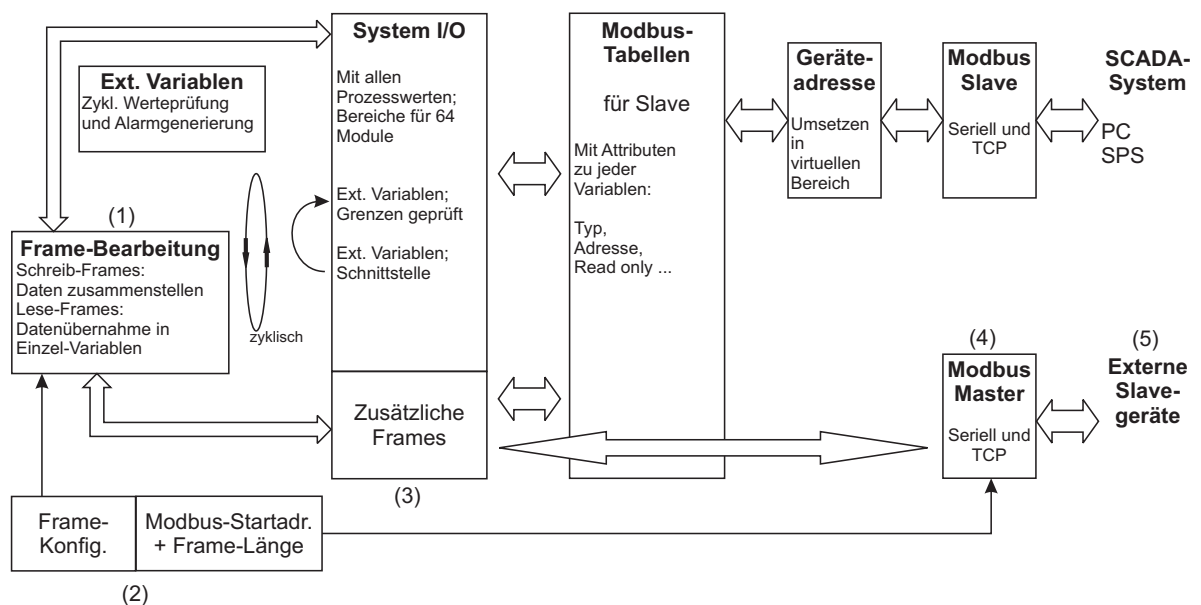 Ext. Variablen
Zykl. Werteprüfung
und Alarmgenerierung
(1)
Frame-Bearbeitung
Schreib-Frames:
Daten zusammenstellen
Lese-Frames:
Datenübernahme in
Einzel-Variablen
zyklisch
System I/O
Mit allen
Prozesswerten;
Bereiche für 64
Module
Ext. Variablen;
Grenzen geprüft
Ext. Variablen;
Schnittstelle
Zusätzliche
Frames
(3)
Modbus-
Tabellen
für Slave
Mit Attributen
zu jeder
Variablen:
Typ,
Adresse,
Read only ...
Geräte-
adresse
Umsetzen
in
virtuellen
Bereich
Modbus
Slave
Seriell und
TCP
SCADA-
System
PC
SPS
(4)
Modbus
Master
Seriell und
TCP
(5)
Externe
Slave-
geräte
Frame-
Konfig.
Modbus-Startadr.
+ Frame-Länge
(2)